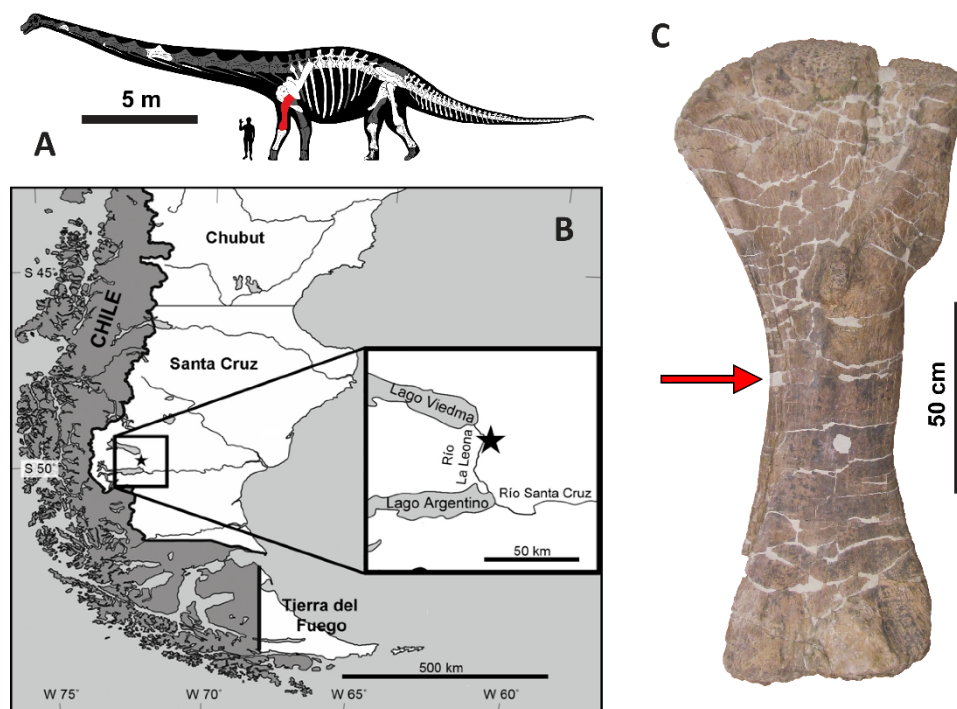 5 m
A
B
Chubut
S 45°
CHILE
Santa Cruz
S 50°
Lago Viedma
Río
La Leona
Lago Argentino
Río Santa Cruz
50 km
Tierra del
Fuego
500 km
W 75°
W 70°
W 65°
W 60°
C
50 cm